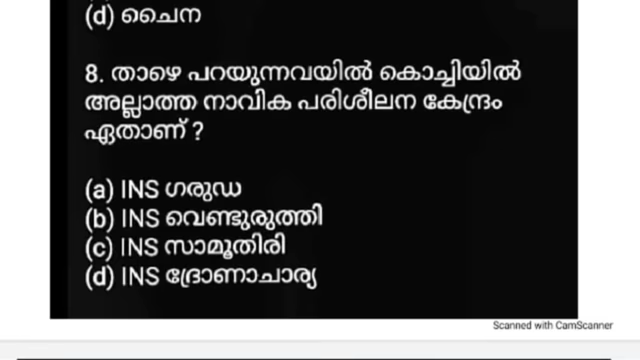 (d) ചൈന
8. താഴെ പറയുന്നവയിൽ കൊച്ചിയിൽ
അല്ലാത്ത നാവിക പരിശീലന കേന്ദ്രം
ഏതാണ് ?
(a) INS ഗരുഡ
(b) INS വെണ്ടുരുത്തി
(c) INS സാമൂതിരി
(d) INS ദ്രോണാചാര്യ
Scanned with CamScanner